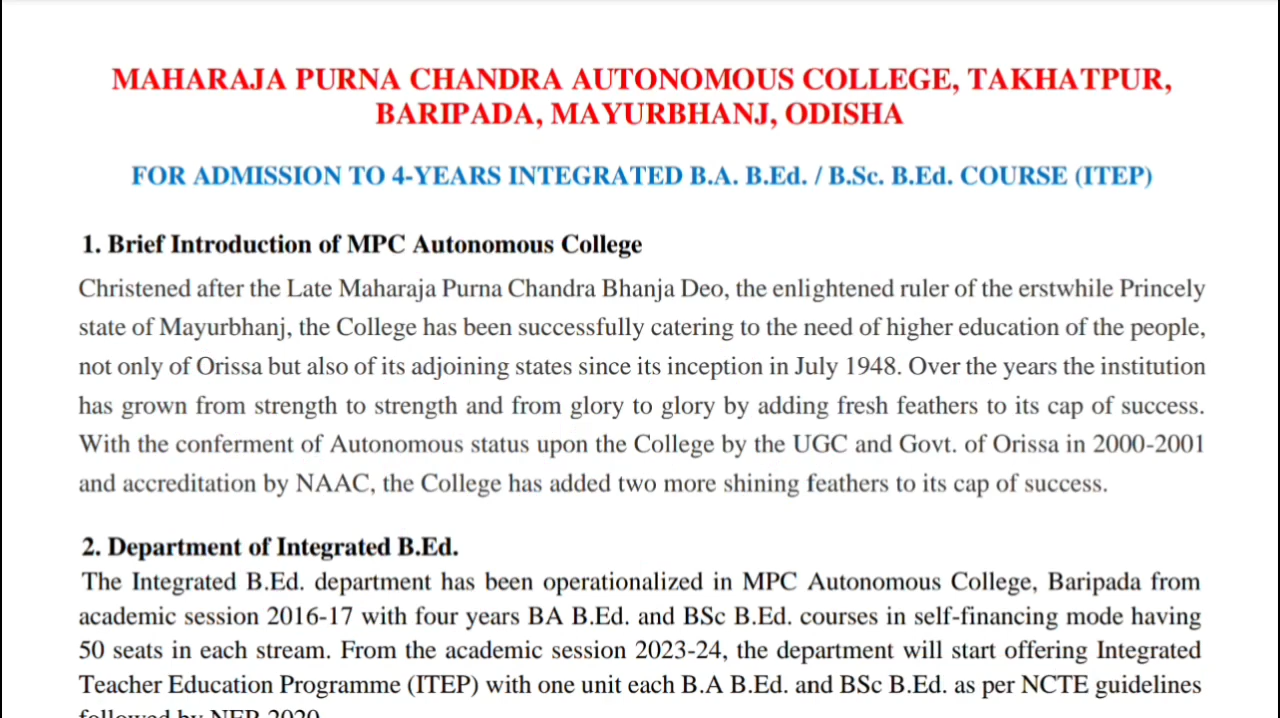 MAHARAJA PURNA CHANDRA AUTONOMOUS COLLEGE, TAKHATPUR,
BARIPADA, MAYURBHANJ, ODISHA
FOR ADMISSION TO 4-YEARS INTEGRATED B.A. B.Ed. / B.Sc. B.Ed. COURSE (ITEP)
1. Brief Introduction of MPC Autonomous College
Christened after the Late Maharaja Purna Chandra Bhanja Deo, the enlightened ruler of the erstwhile Princely
state of Mayurbhanj, the College has been successfully catering to the need of higher education of the people,
not only of Orissa but also of its adjoining states since its inception in July 1948. Over the years the institution
has grown from strength to strength and from glory to glory by adding fresh feathers to its cap of success.
With the conferment of Autonomous status upon the College by the UGC and Govt. of Orissa in 2000-2001
and accreditation by NAAC, the College has added two more shining feathers to its cap of success.
2. Department of Integrated B.Ed.
The Integrated B.Ed. department has been operationalized in MPC Autonomous College, Baripada from
academic session 2016-17 with four years BA B.Ed. and BSc B.Ed. courses in self-financing mode having
50 seats in each stream. From the academic session 2023-24, the department will start offering Integrated
Teacher Education Programme (ITEP) with one unit each B.A B.Ed. and BSc B.Ed. as per NCTE guidelines
followed by NEP 2020